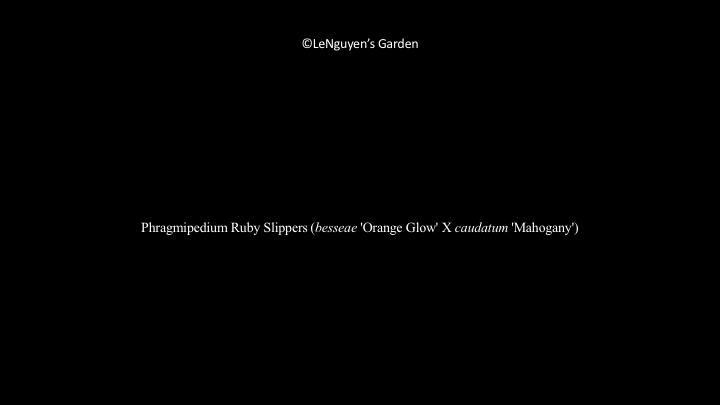 ©LeNguyen’s Garden
Phragmipedium Ruby Slippers (besseae 'Orange Glow' X caudatum 'Mahogany')